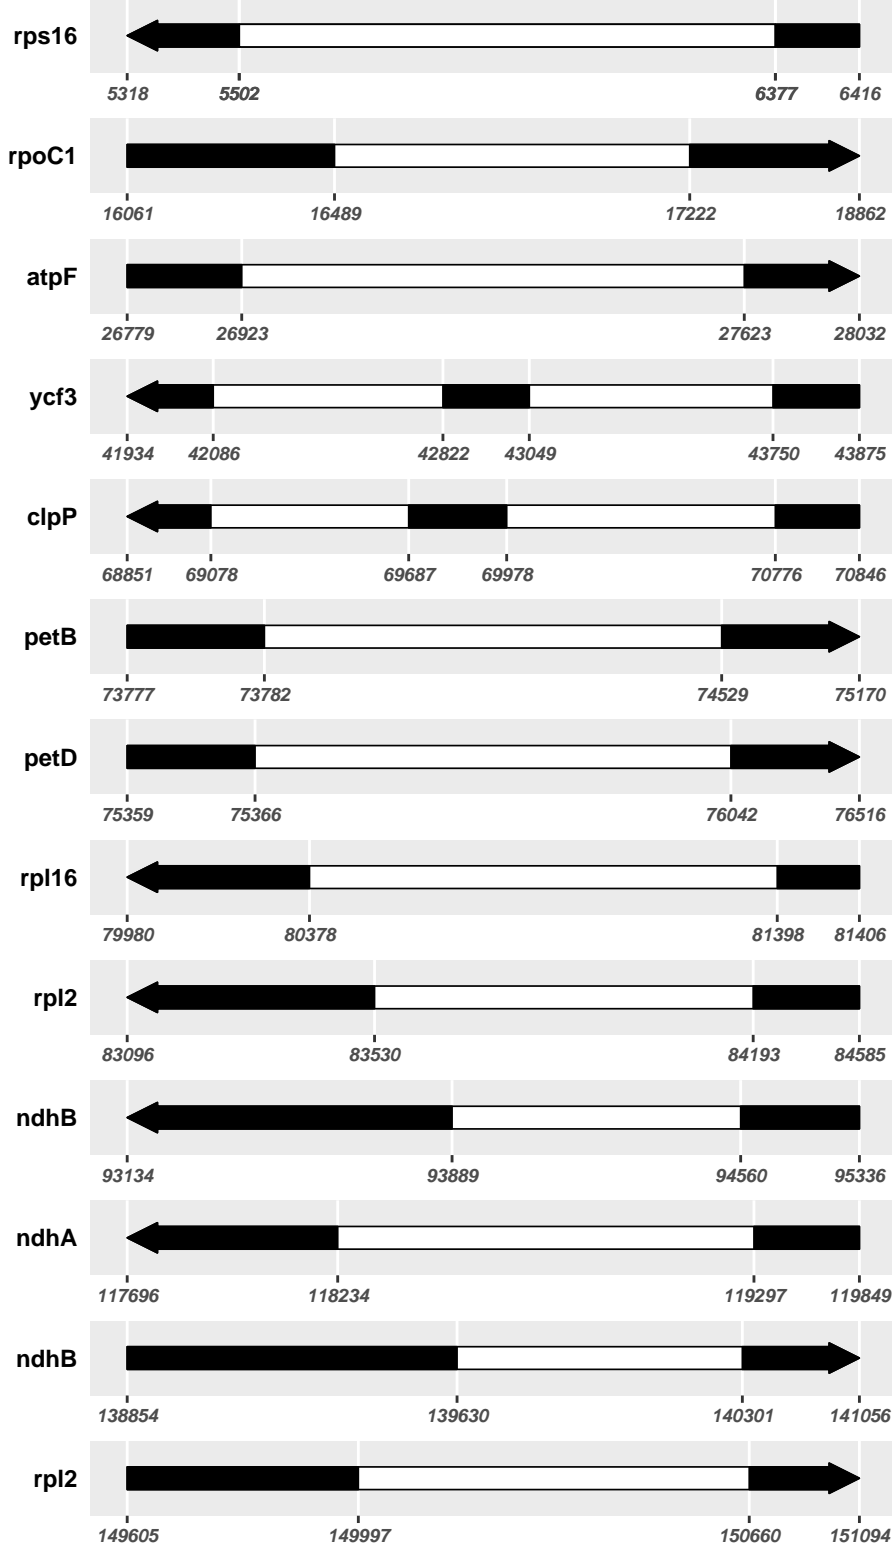 rps16
5318 5502 6377 6416
rpoC1
16061 16489 17222 18862
atpF
26779 26923 27623 28032
ycf3
41934 42086 42822 43049 43750 43875
clpP
68851 69078 69687 69978 70776 70846
petB
73777 73782 74529 75170
petD
75359 75366 76042 76516
rpl16
79980 80378 81398 81406
rpl2
83096 83530 84193 84585
ndhB
93134 93889 94560 95336
ndhA
117696 118234 119297 119849
ndhB
138854 139630 140301 141056
rpl2
149605 149997 150660 151094